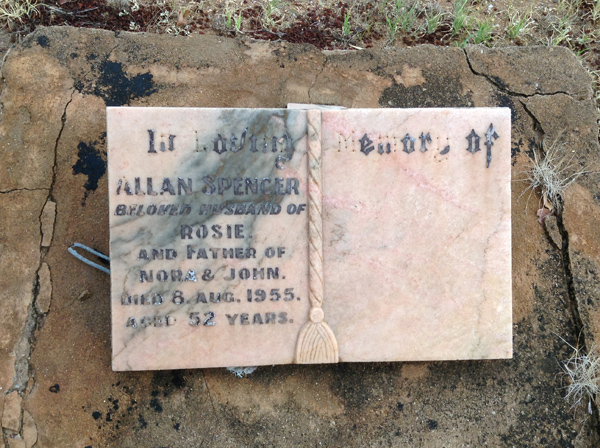 In Loving Memory of
ALLAN SPENCER
BELOVED HUSBAND OF
ROSIE.
AND FATHER OF
NORA & JOHN.
DIED 8. AUG. 1955.
AGED 52 YEARS.